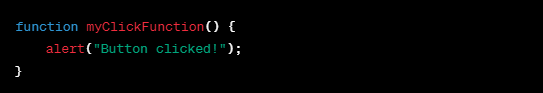 function myClickFunction() {
    alert("Button clicked!");
}